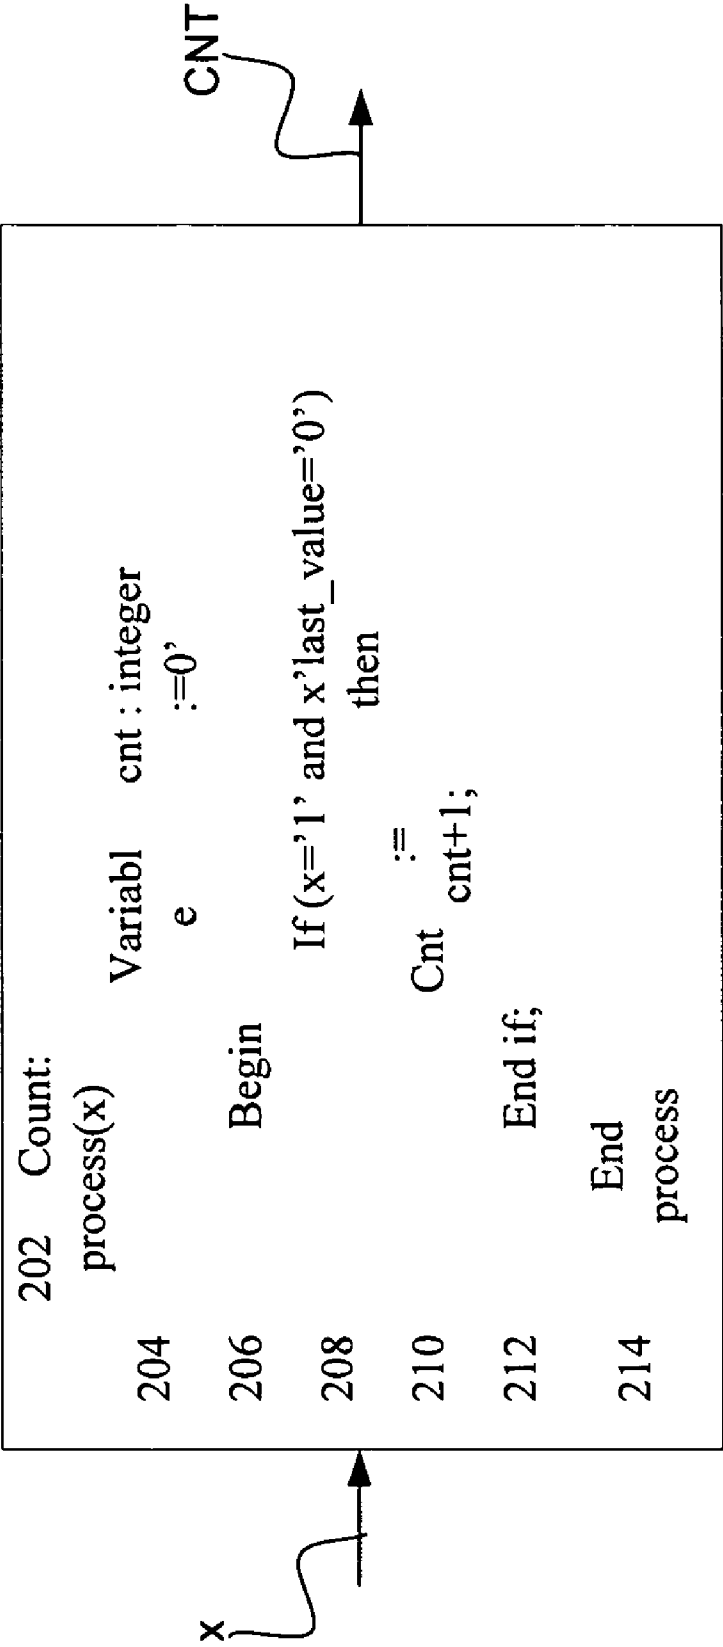 202 Count:
process(x)
204 Variabl cnt : integer
e :=0’
206 Begin
208 If (x=’1’ and x’last_value=’0’)
then
210 Cnt :=
cnt+1;
212 End if;
214 End
process
x
CNT